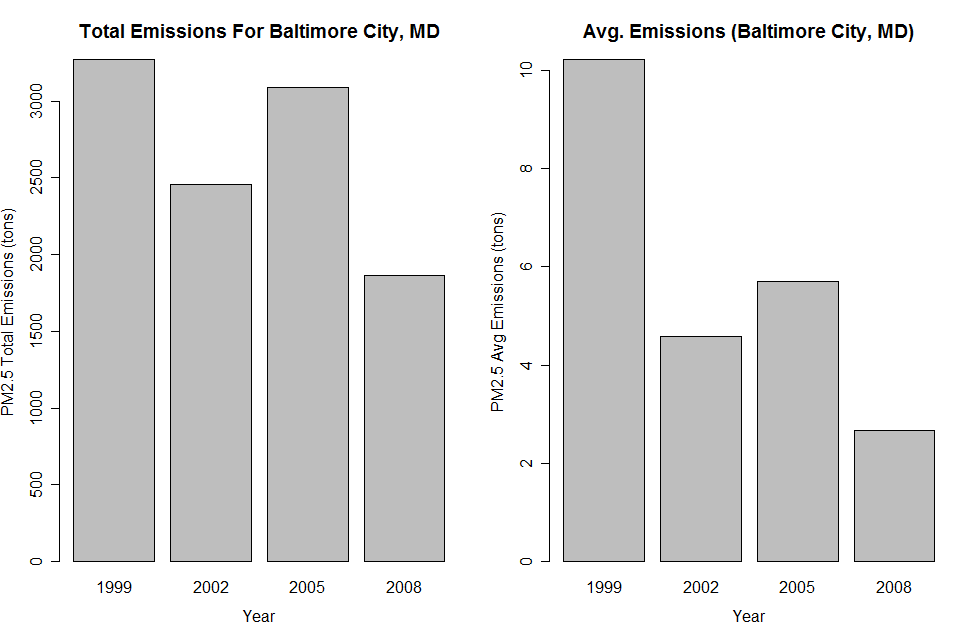 Total Emissions For Baltimore City, MD
PM2.5 Total Emissions (tons)
3000
2500
2000
1500
1000
500
0
1999 2002 2005 2008
Year
Avg. Emissions (Baltimore City, MD)
PM2.5 Avg Emissions (tons)
10
8
6
4
2
0
1999 2002 2005 2008
Year